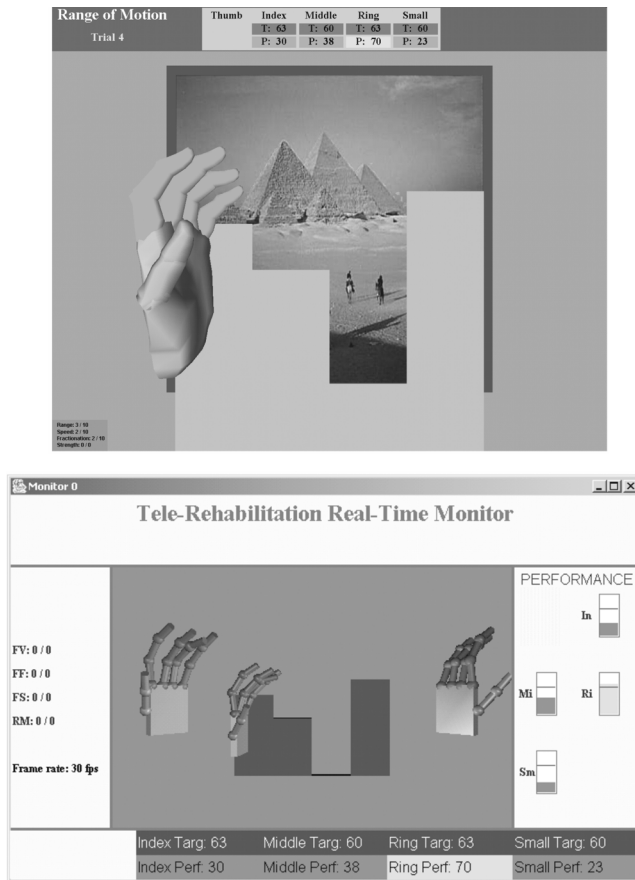 Range of Motion
Trial 4
Thumb Index Middle Ring Small
T: 63 T: 60 T: 63 T: 60
P: 30 P: 38 P: 70 P: 23
Range: 3 / 10
Speed: 2 / 10
Fractionation: 2 / 10
Strength: 0 / 0
Monitor 0
Tele-Rehabilitation Real-Time Monitor
PERFORMANCE
In
FV: 0 / 0
FF: 0 / 0
FS: 0 / 0
RM: 0 / 0
Mi Ri
Frame rate: 30 fps
Sm
Index Targ: 63 Middle Targ: 60 Ring Targ: 63 Small Targ: 60
Index Perf: 30 Middle Perf: 38 Ring Perf: 70 Small Perf: 23